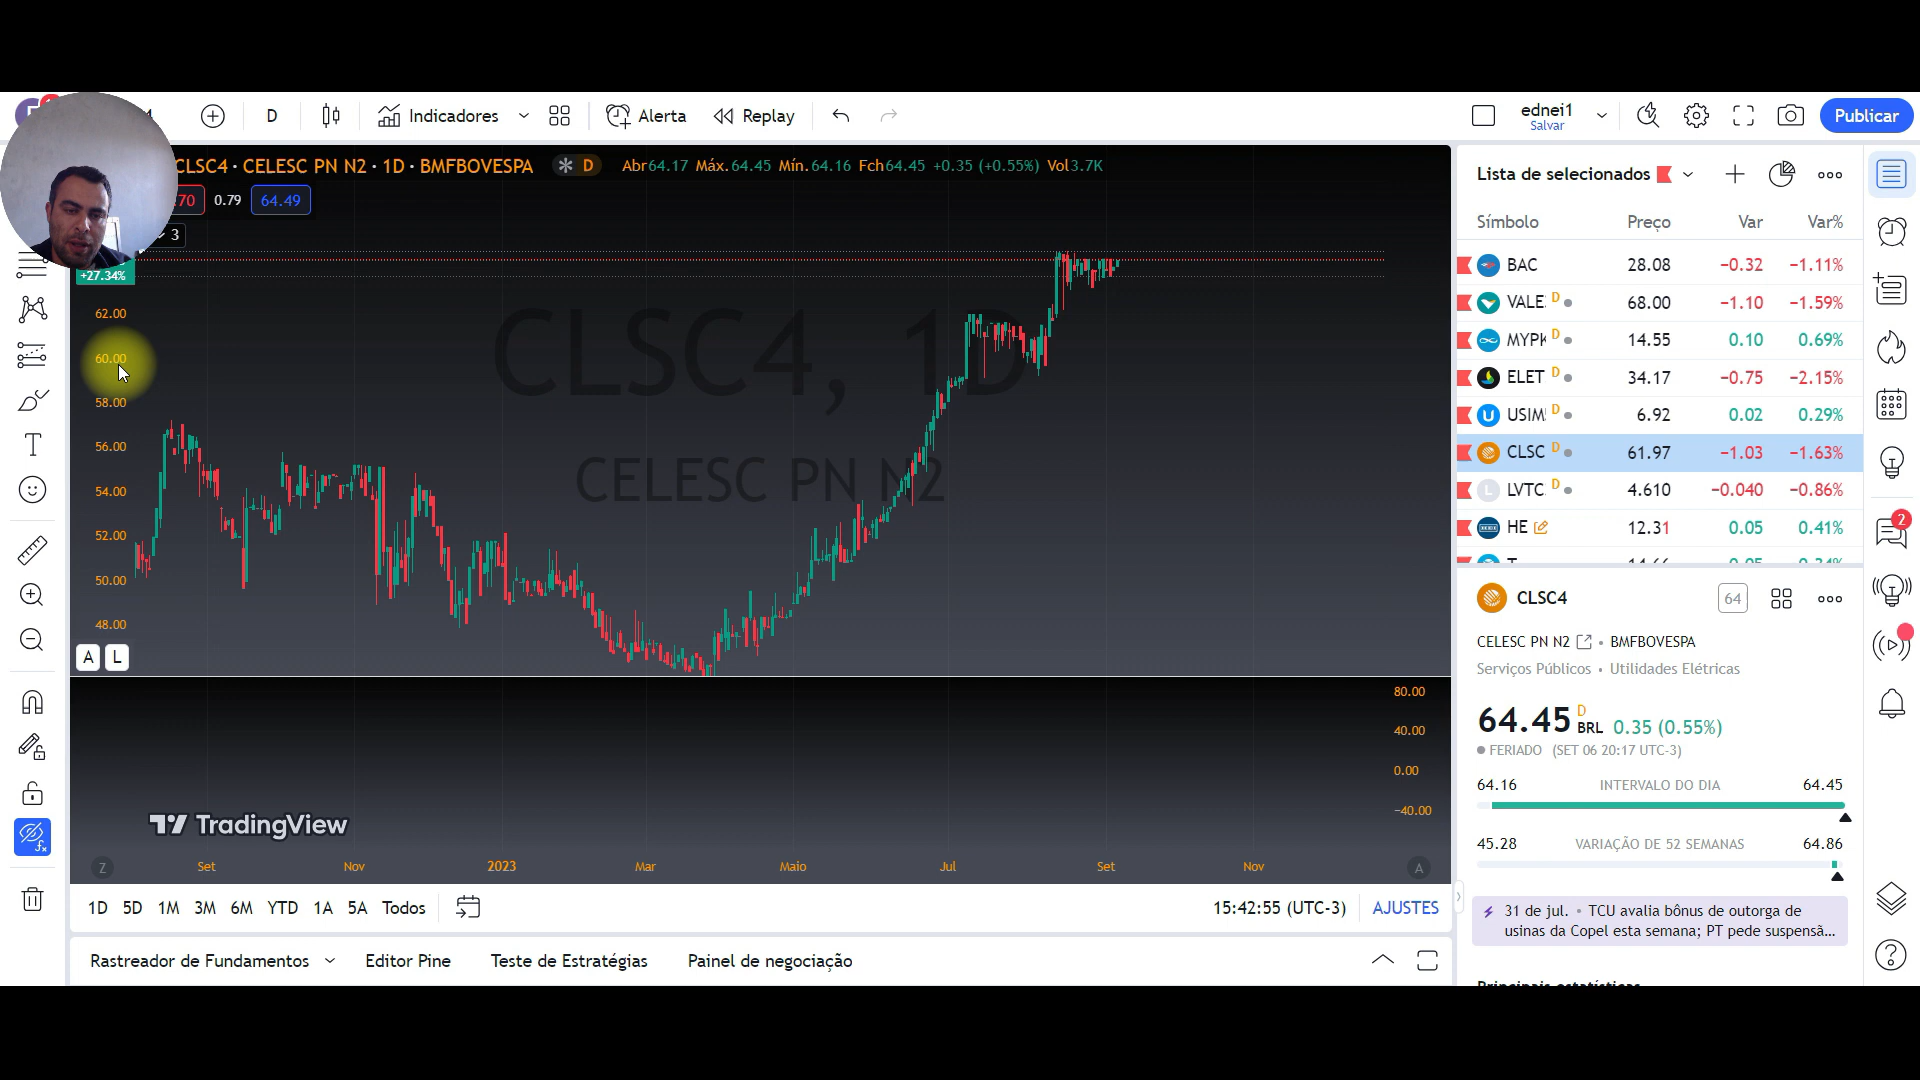 D
Indicadores
Alerta
Replay
ednei1
Salvar
Publicar
CLSC4 · CELESC PN N2 · 1D · BMFBOVESPA
D
Abr64.17 Máx.64.45 Mín.64.16 Fch64.45 +0.35 (+0.55%) Vol3.7K
70
0.79
64.49
3
+27.34%
62.00
60.00
58.00
56.00
54.00
52.00
50.00
48.00
CLSC4, 1D
CELESC PN N2
A L
80.00
40.00
0.00
−40.00
TradingView
Z
Set
Nov
2023
Mar
Maio
Jul
Set
Nov
A
1D 5D 1M 3M 6M YTD 1A 5A Todos
15:42:55 (UTC-3)
AJUSTES
Rastreador de Fundamentos
Editor Pine
Teste de Estratégias
Painel de negociação
Lista de selecionados
Símbolo Preço Var Var%
BAC 28.08 −0.32 −1.11%
VALE D 68.00 −1.10 −1.59%
MYPK D 14.55 0.10 0.69%
ELET D 34.17 −0.75 −2.15%
USIM D 6.92 0.02 0.29%
CLSC D 61.97 −1.03 −1.63%
L LVTC D 4.610 −0.040 −0.86%
HE 12.31 0.05 0.41%
CLSC4
64
CELESC PN N2 • BMFBOVESPA
Serviços Públicos • Utilidades Elétricas
64.45 D BRL 0.35 (0.55%)
FERIADO (SET 06 20:17 UTC-3)
64.16 INTERVALO DO DIA 64.45
45.28 VARIAÇÃO DE 52 SEMANAS 64.86
31 de jul. • TCU avalia bônus de outorga de
usinas da Copel esta semana; PT pede suspensã...
Principais estatísticas
2